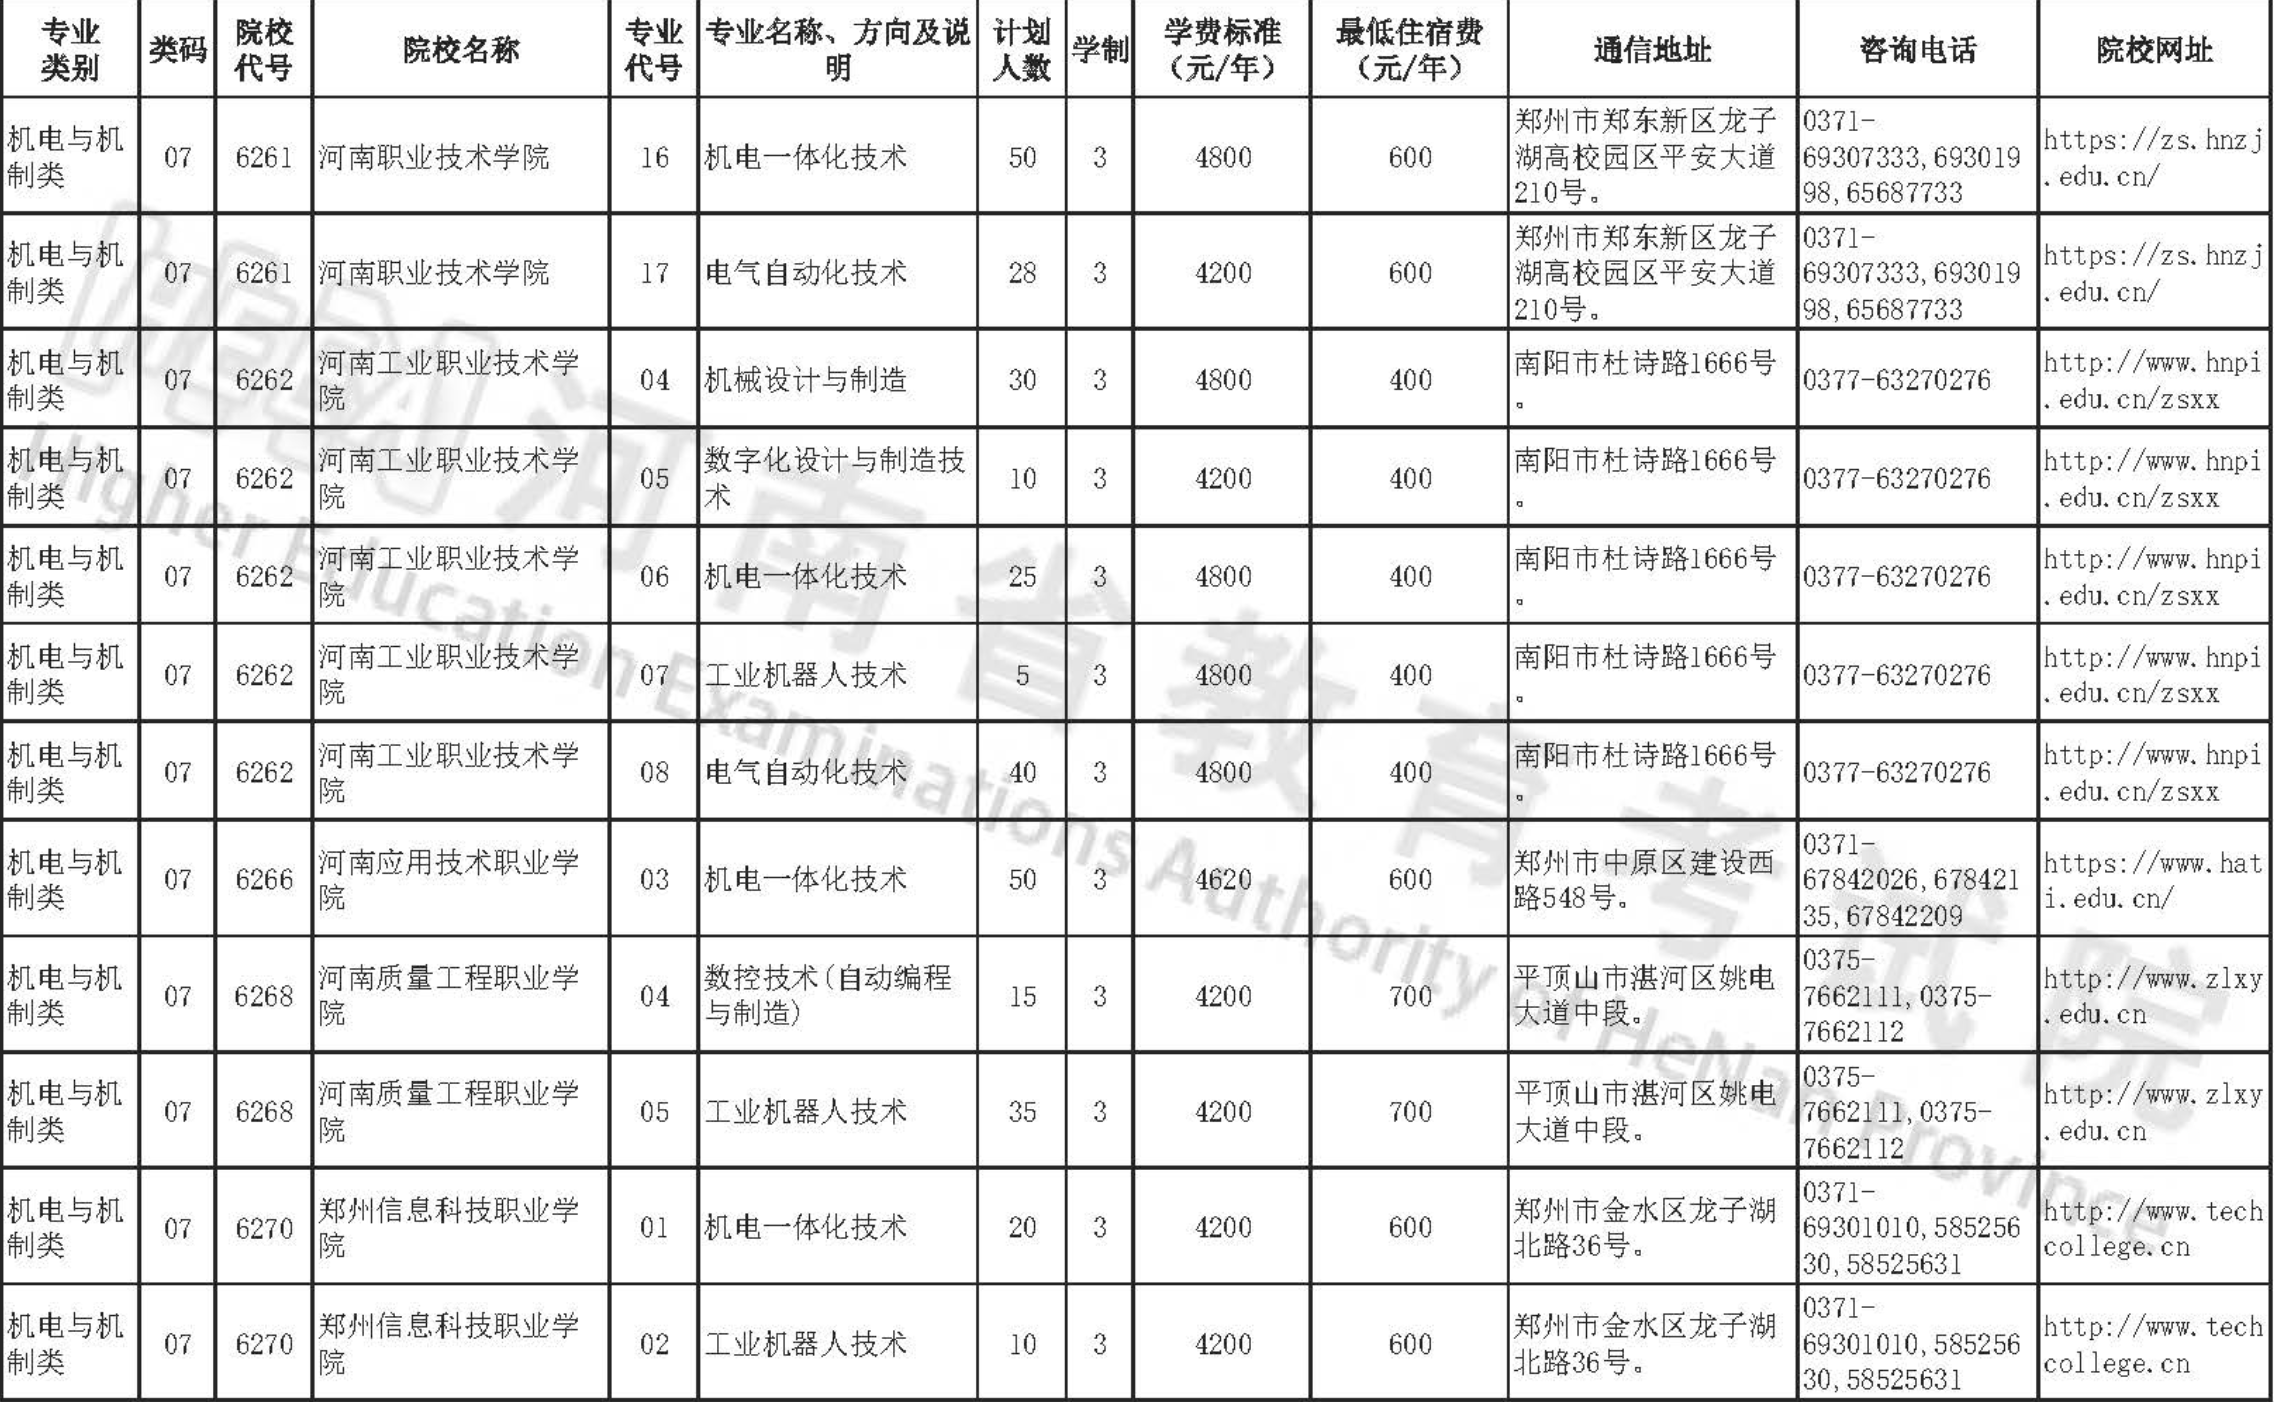 专业类别 类码 院校代号 院校名称 专业代号 专业名称、方向及说明 计划人数 学制 学费标准（元/年） 最低住宿费（元/年） 通信地址 咨询电话 院校网址
机电与机制类 07 6261 河南职业技术学院 16 机电一体化技术 50 3 4800 600 郑州市郑东新区龙子湖高校园区平安大道210号。 0371-69307333,69301998,65687733 https://zs.hnzj.edu.cn/
机电与机制类 07 6261 河南职业技术学院 17 电气自动化技术 28 3 4200 600 郑州市郑东新区龙子湖高校园区平安大道210号。 0371-69307333,69301998,65687733 https://zs.hnzj.edu.cn/
机电与机制类 07 6262 河南工业职业技术学院 04 机械设计与制造 30 3 4800 400 南阳市杜诗路1666号。 0377-63270276 http://www.hnpi.edu.cn/zsxx
机电与机制类 07 6262 河南工业职业技术学院 05 数字化设计与制造技术 10 3 4200 400 南阳市杜诗路1666号。 0377-63270276 http://www.hnpi.edu.cn/zsxx
机电与机制类 07 6262 河南工业职业技术学院 06 机电一体化技术 25 3 4800 400 南阳市杜诗路1666号。 0377-63270276 http://www.hnpi.edu.cn/zsxx
机电与机制类 07 6262 河南工业职业技术学院 07 工业机器人技术 5 3 4800 400 南阳市杜诗路1666号。 0377-63270276 http://www.hnpi.edu.cn/zsxx
机电与机制类 07 6262 河南工业职业技术学院 08 电气自动化技术 40 3 4800 400 南阳市杜诗路1666号。 0377-63270276 http://www.hnpi.edu.cn/zsxx
机电与机制类 07 6266 河南应用技术职业学院 03 机电一体化技术 50 3 4620 600 郑州市中原区建设西路548号。 0371-67842026,67842135,67842209 https://www.hati.edu.cn/
机电与机制类 07 6268 河南质量工程职业学院 04 数控技术(自动编程与制造) 15 3 4200 700 平顶山市湛河区姚电大道中段。 0375-7662111,0375-7662112 http://www.zlxy.edu.cn
机电与机制类 07 6268 河南质量工程职业学院 05 工业机器人技术 35 3 4200 700 平顶山市湛河区姚电大道中段。 0375-7662111,0375-7662112 http://www.zlxy.edu.cn
机电与机制类 07 6270 郑州信息科技职业学院 01 机电一体化技术 20 3 4200 600 郑州市金水区龙子湖北路36号。 0371-69301010,58525630,58525631 http://www.techcollege.cn
机电与机制类 07 6270 郑州信息科技职业学院 02 工业机器人技术 10 3 4200 600 郑州市金水区龙子湖北路36号。 0371-69301010,58525630,58525631 http://www.techcollege.cn
HEEA 河南省教育考试院
Higher Education Examinations Authority of HeNan Province